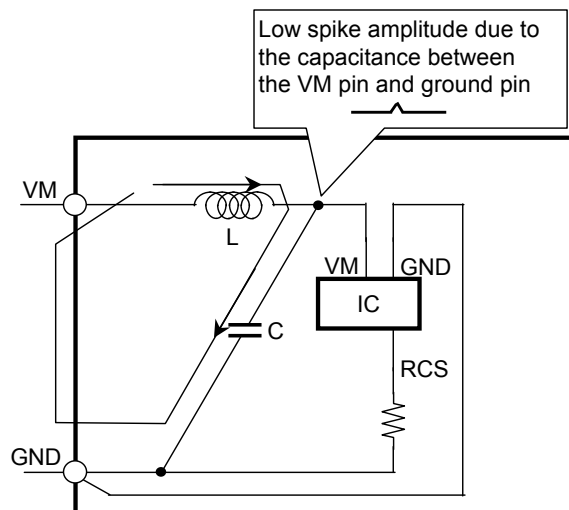 Low spike amplitude due to
the capacitance between
the VM pin and ground pin
VM
L
VM
GND
IC
C
RCS
GND